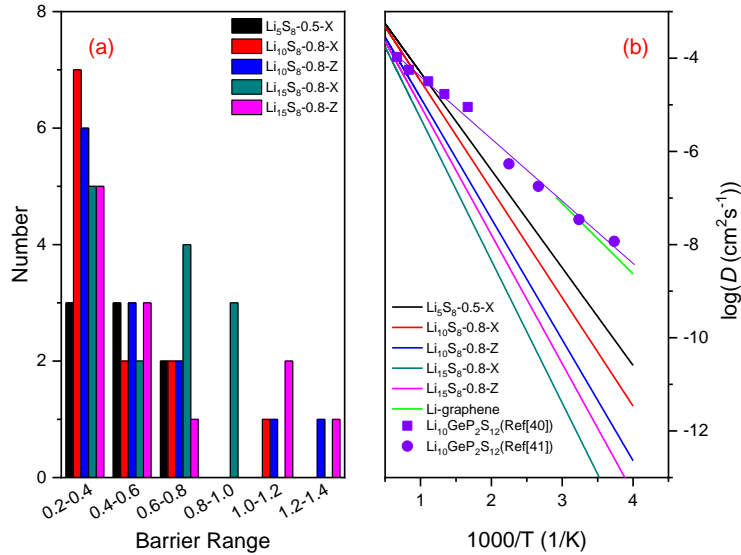 (a)
Li₅S₈-0.5-X
Li₁₀S₈-0.8-X
Li₁₀S₈-0.8-Z
Li₁₅S₈-0.8-X
Li₁₅S₈-0.8-Z
8
6
4
2
0
Number
0.2-0.4
0.4-0.6
0.6-0.8
0.8-1.0
1.0-1.2
1.2-1.4
Barrier Range
(b)
Li₅S₈-0.5-X
Li₁₀S₈-0.8-X
Li₁₀S₈-0.8-Z
Li₁₅S₈-0.8-X
Li₁₅S₈-0.8-Z
Li-graphene
Li₁₀GeP₂S₁₂(Ref[40])
Li₁₀GeP₂S₁₂(Ref[41])
-4
-6
-8
-10
-12
log(D (cm²s⁻¹)
1
2
3
4
1000/T (1/K)